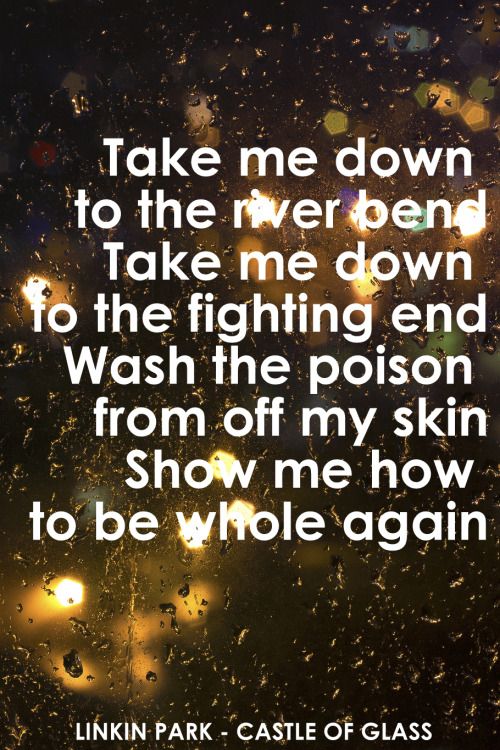 Take me down
to the river bend
Take me down
to the fighting end
Wash the poison
from off my skin
Show me how
to be whole again
LINKIN PARK - CASTLE OF GLASS